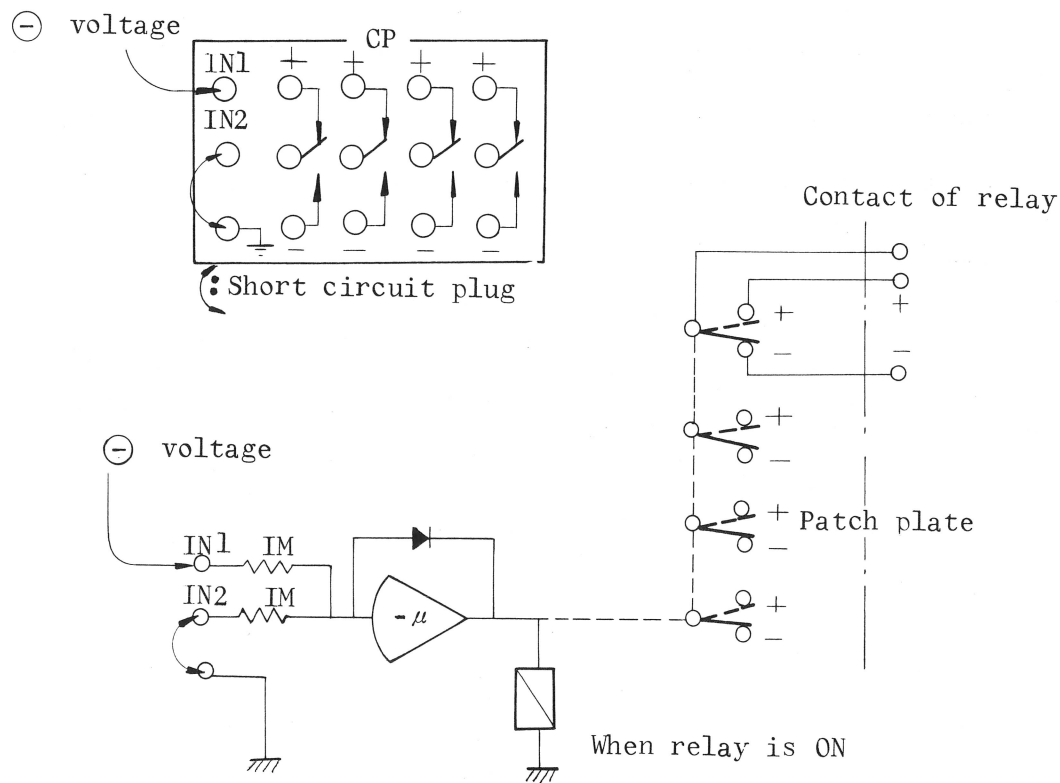 ⊖ voltage
CP
IN1 + + + +
IN2
− − − −
: Short circuit plug
Contact of relay
+
+
−
−
+
−
⊖ voltage
+ Patch plate
−
IN1 IM
IN2 IM
-μ
+
−
When relay is ON